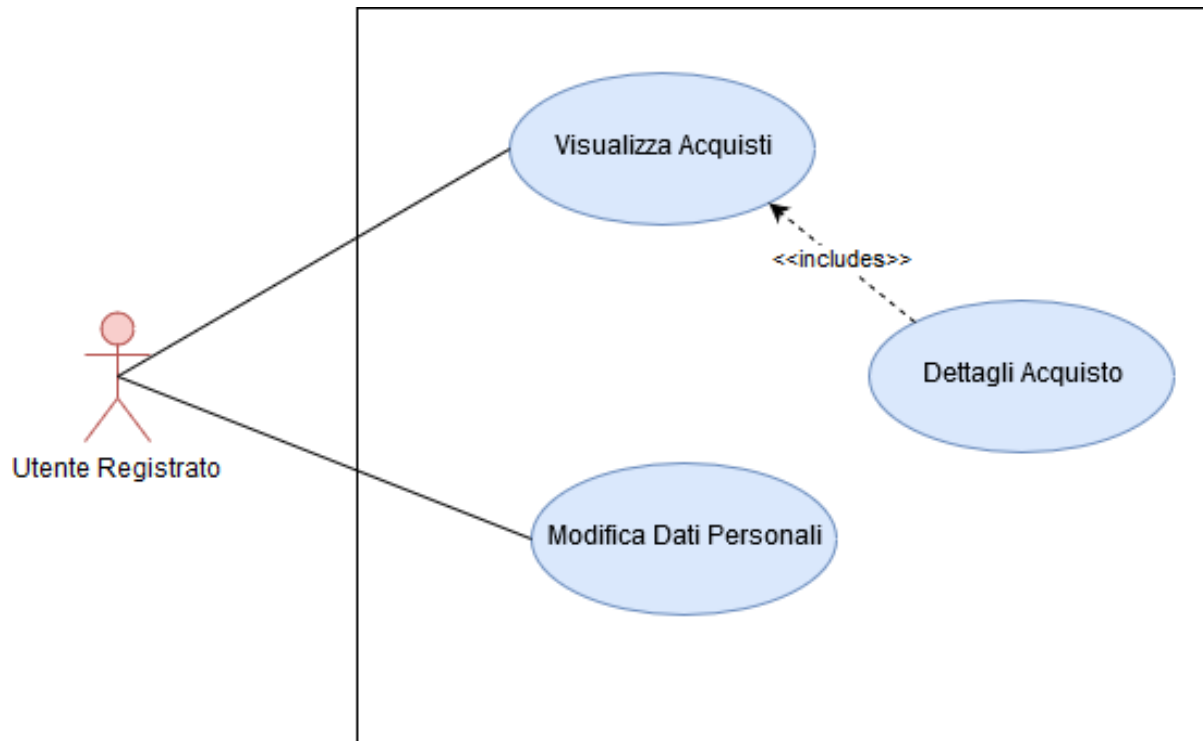 Visualizza Acquisti
<<includes>>
Dettagli Acquisto
Utente Registrato
Modifica Dati Personali